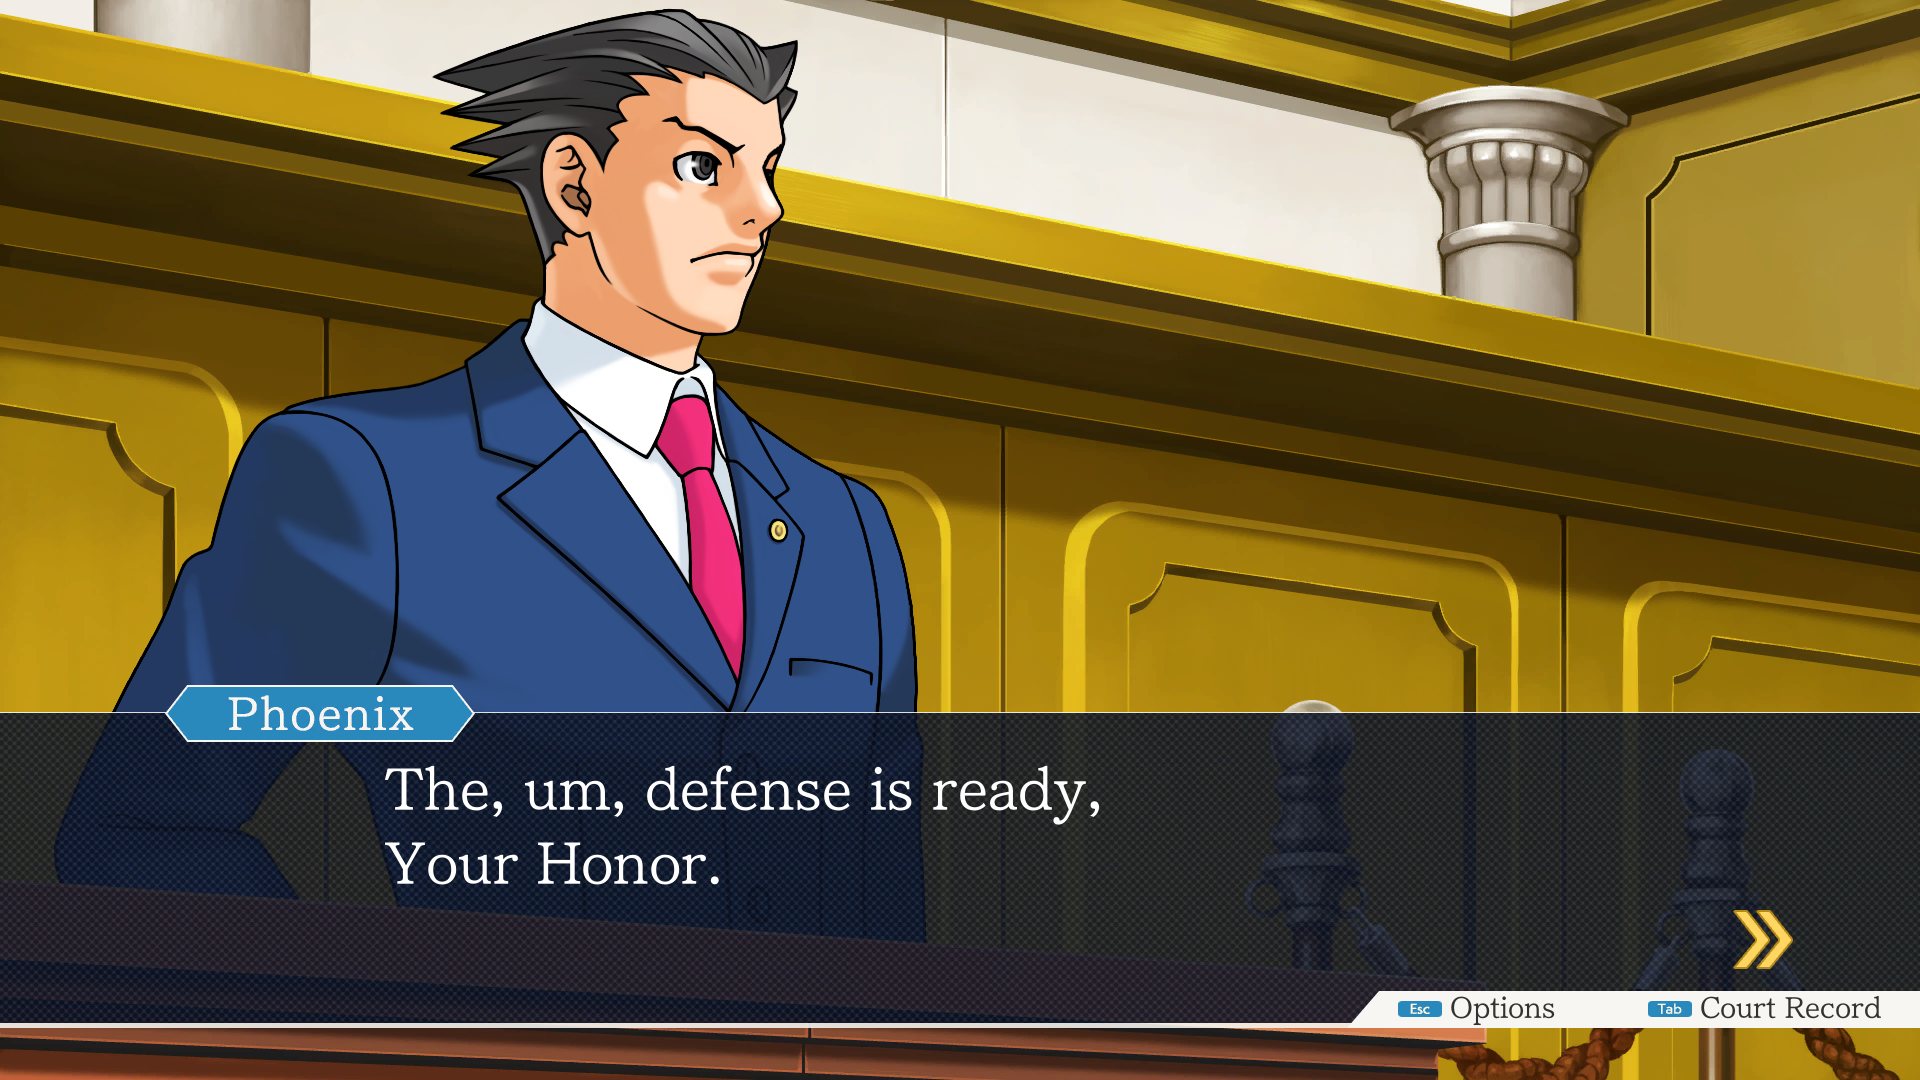 Phoenix
The, um, defense is ready,
Your Honor.
Esc Options Tab Court Record